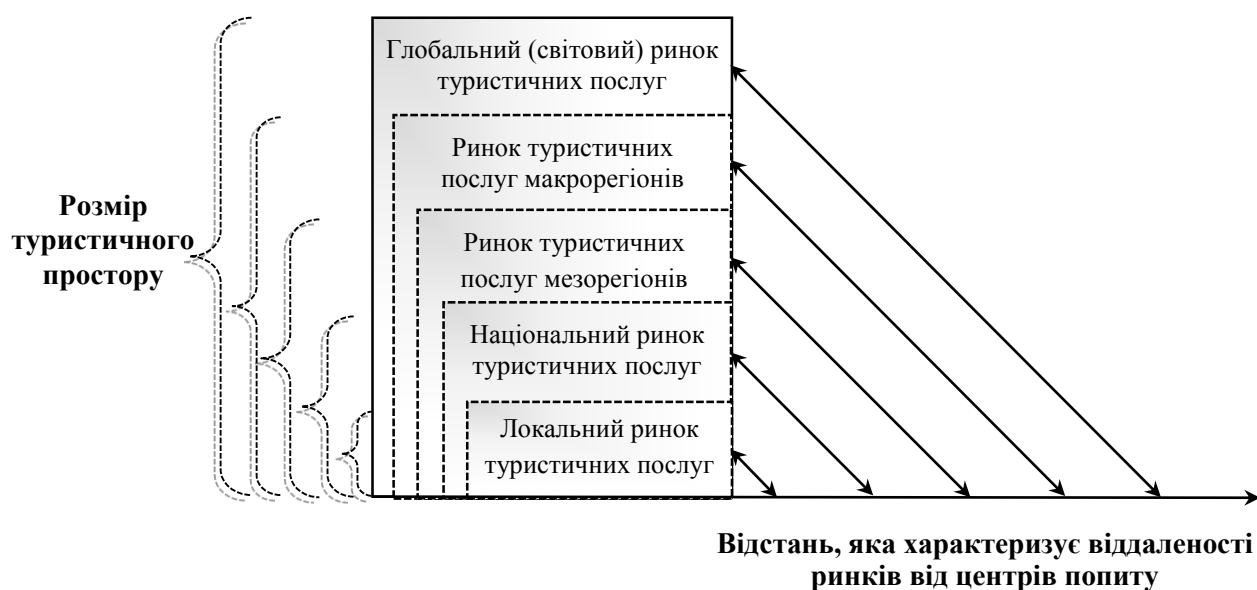 Глобальний (світовий) ринок
туристичних послуг
Ринок туристичних
послуг макрорегіонів
Розмір
туристичного
простору
Ринок туристичних
послуг мезорегіонів
Національний ринок
туристичних послуг
Локальний ринок
туристичних послуг
Відстань, яка характеризує віддаленості
ринків від центрів попиту